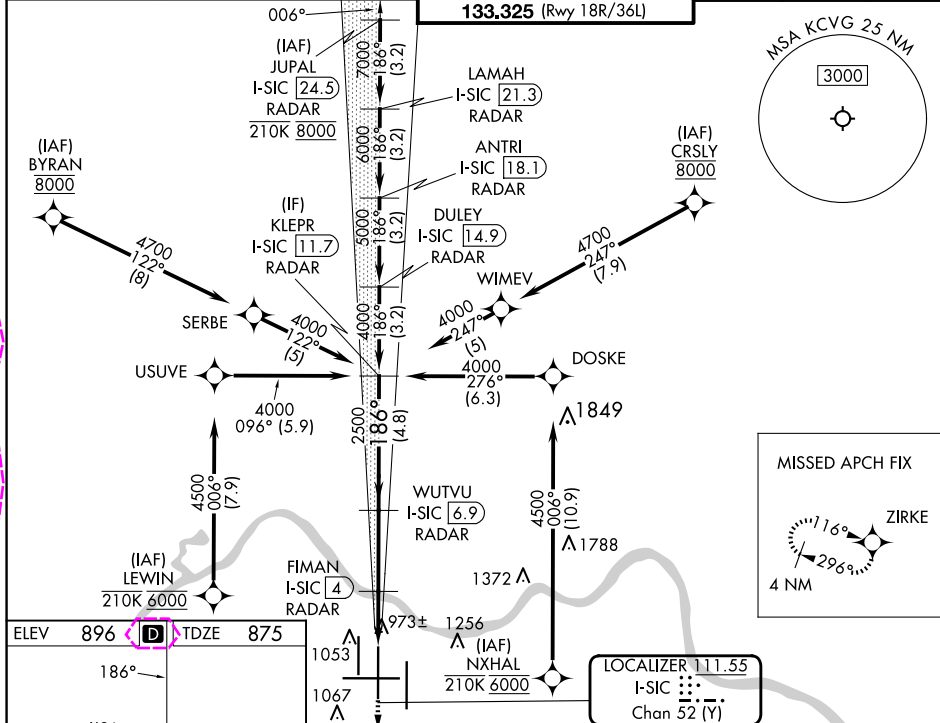 133.325 (Rwy 18R/36L)
006°
7000
186°
(3.2)
(IAF)
JUPAL
I-SIC 24.5
RADAR
210K 8000
LAMAH
I-SIC 21.3
RADAR
MSA KCVG 25 NM
3000
6000
186°
(3.2)
ANTRI
I-SIC 18.1
RADAR
(IAF)
BYRAN
8000
(IAF)
CRSLY
8000
(IF)
KLEPR
I-SIC 11.7
RADAR
5000
186°
(3.2)
DULEY
I-SIC 14.9
RADAR
4700
122°
(8)
4700
247°
(7.9)
WIMEV
SERBE
4000
122°
(5)
4000
186°
(3.2)
4000
247°
(5)
USUVE
DOSKE
4000
096° (5.9)
4000
276°
(6.3)
2500
186°
(4.8)
1849
4500
006°
(7.9)
WUTVU
I-SIC 6.9
RADAR
4500
006°
(10.9)
1788
MISSED APCH FIX
116°
ZIRKE
296°
4 NM
(IAF)
LEWIN
210K 6000
FIMAN
I-SIC 4
RADAR
1372
973±
1256
ELEV 896 D TDZE 875
186°
1053
1067
(IAF)
NXHAL
210K 6000
LOCALIZER 111.55
I-SIC
Chan 52 (Y)